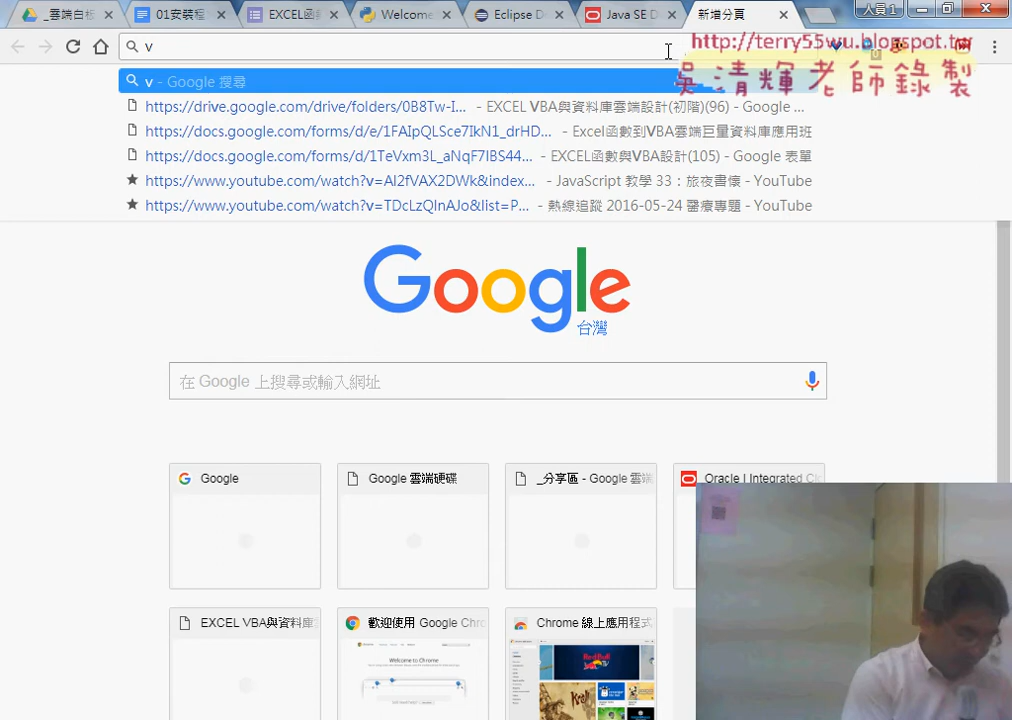 _雲端白板
01安裝程
EXCEL函
Welcome
Eclipse D
Java SE D
新增分頁
人員 1
v
http://terry55wu.blogspot.tw
吳清輝老師錄製
v - Google 搜尋
https://drive.google.com/drive/folders/0B8Tw-I... - EXCEL VBA與資料庫雲端設計(初階)(96) - Google ...
https://docs.google.com/forms/d/e/1FAIpQLSce7IkN1_drHD... - Excel函數到VBA雲端巨量資料庫應用班
https://docs.google.com/forms/d/1TeVxm3L_aNqF7IBS44... - EXCEL函數與VBA設計(105) - Google 表單
https://www.youtube.com/watch?v=AI2fVAX2DWk&index... - JavaScript 教學 33：旅夜書懷 - YouTube
https://www.youtube.com/watch?v=TDcLzQInAJo&list=P... - 熱線追蹤 2016-05-24 醫療專題 - YouTube
Google
台灣
在 Google 上搜尋或輸入網址
Google
Google 雲端硬碟
_分享區 - Google 雲端
Oracle | Integrated Clo
EXCEL VBA與資料庫
歡迎使用 Google Chro
Chrome 線上應用程式
Welcome to Chrome